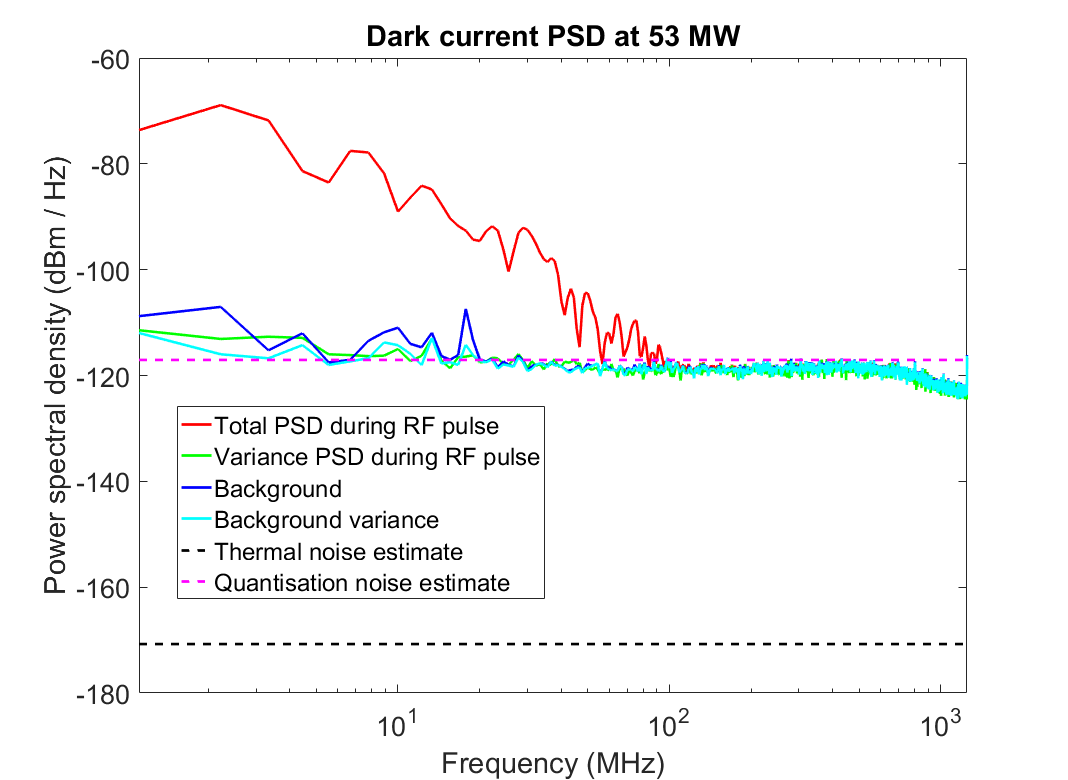 Dark current PSD at 53 MW
-60
-80
-100
-120
-140
-160
-180
Power spectral density (dBm / Hz)
Total PSD during RF pulse
Variance PSD during RF pulse
Background
Background variance
Thermal noise estimate
Quantisation noise estimate
10^1 10^2 10^3
Frequency (MHz)